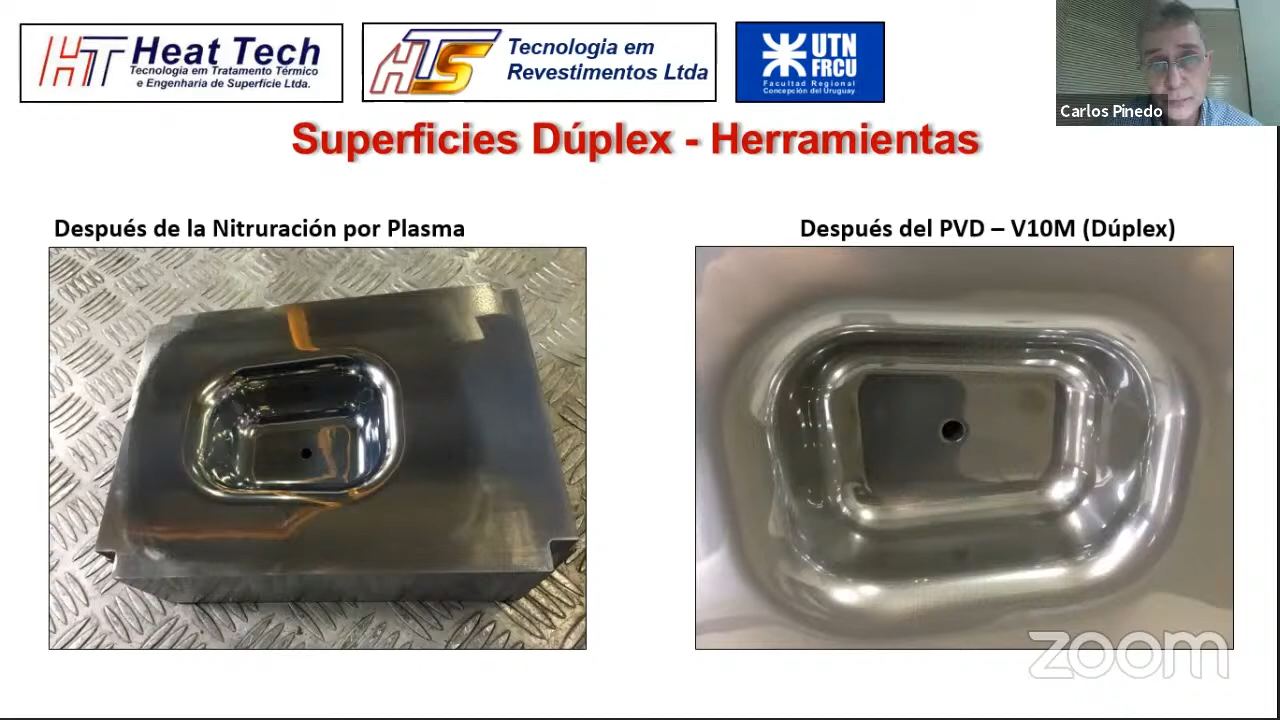 HT Heat Tech
Tecnologia em Tratamento Térmico
e Engenharia de Superfície Ltda.
HTS
Tecnologia em
Revestimentos Ltda
UTN
FRCU
Facultad Regional
Concepción del Uruguay
Carlos Pinedo
Superficies Dúplex - Herramientas
Después de la Nitruración por Plasma
Después del PVD – V10M (Dúplex)
zoom